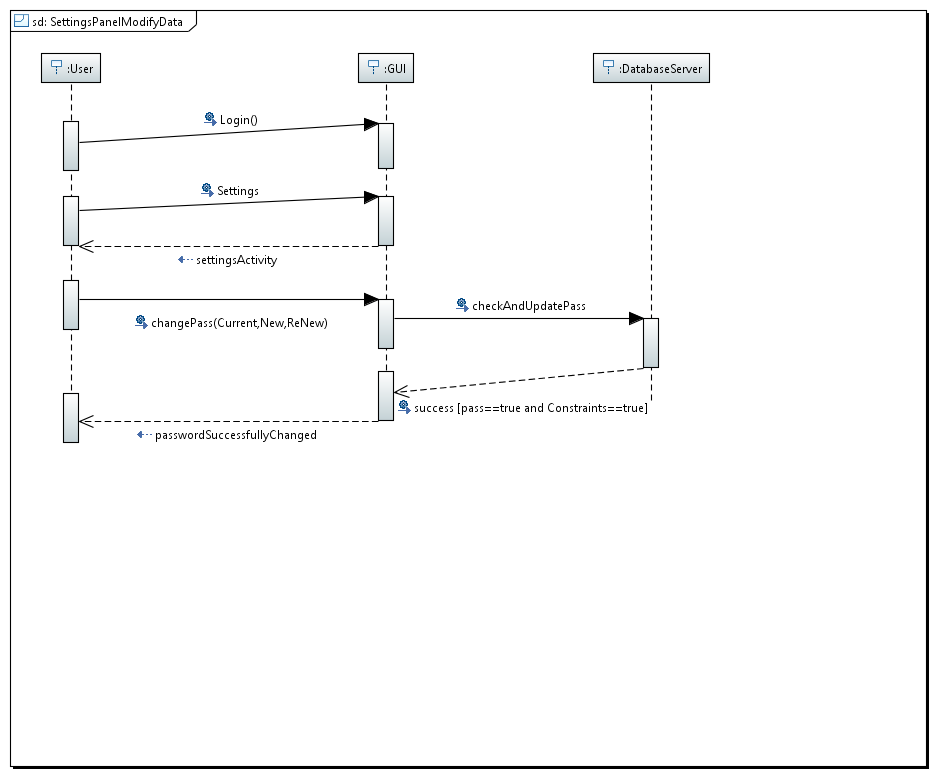 sd: SettingsPanelModifyData
:User
:GUI
:DatabaseServer
Login()
Settings
settingsActivity
checkAndUpdatePass
changePass(Current,New,ReNew)
success [pass==true and Constraints==true]
passwordSuccessfullyChanged